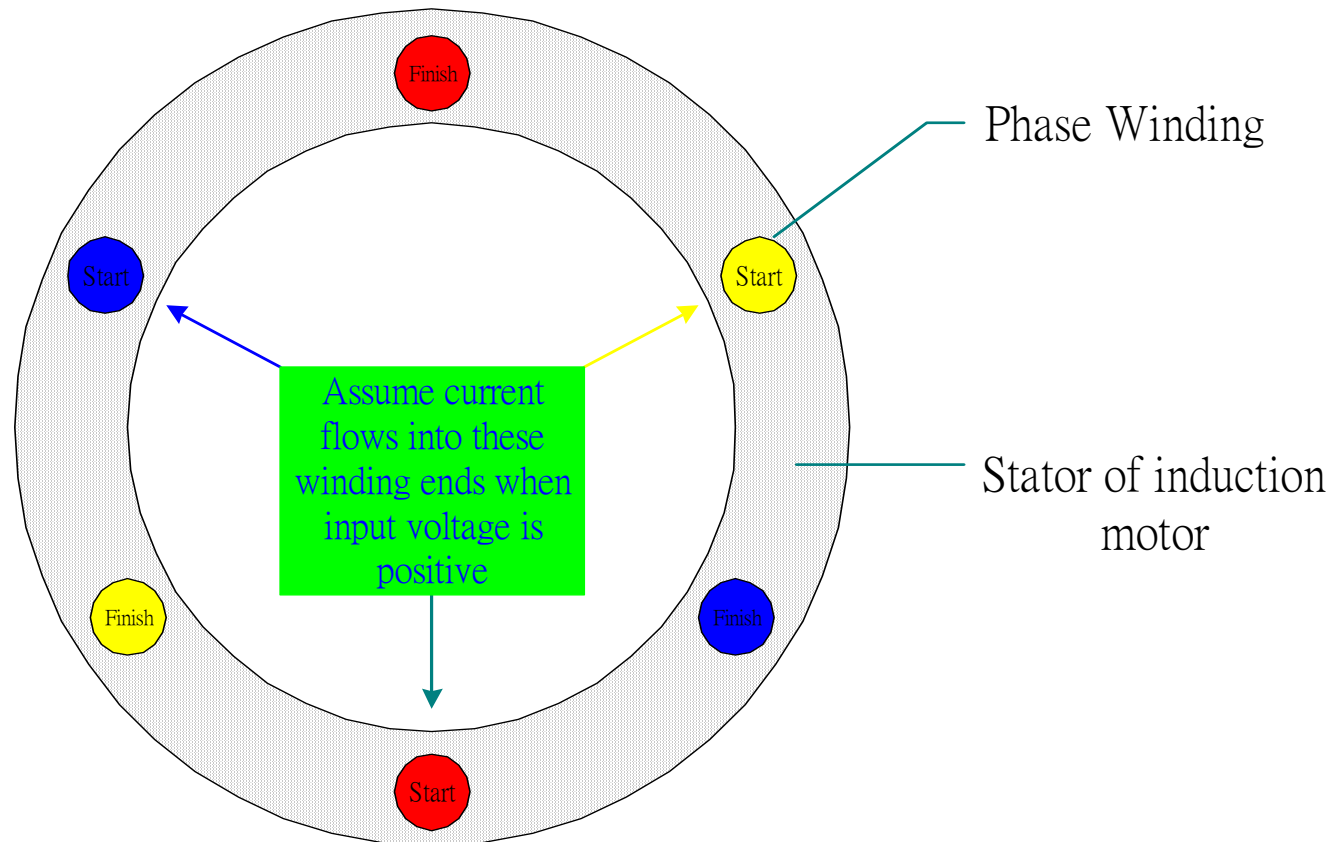 Finish
Phase Winding
Start
Start
Assume current
flows into these
winding ends when
input voltage is
positive
Stator of induction
motor
Finish
Finish
Start